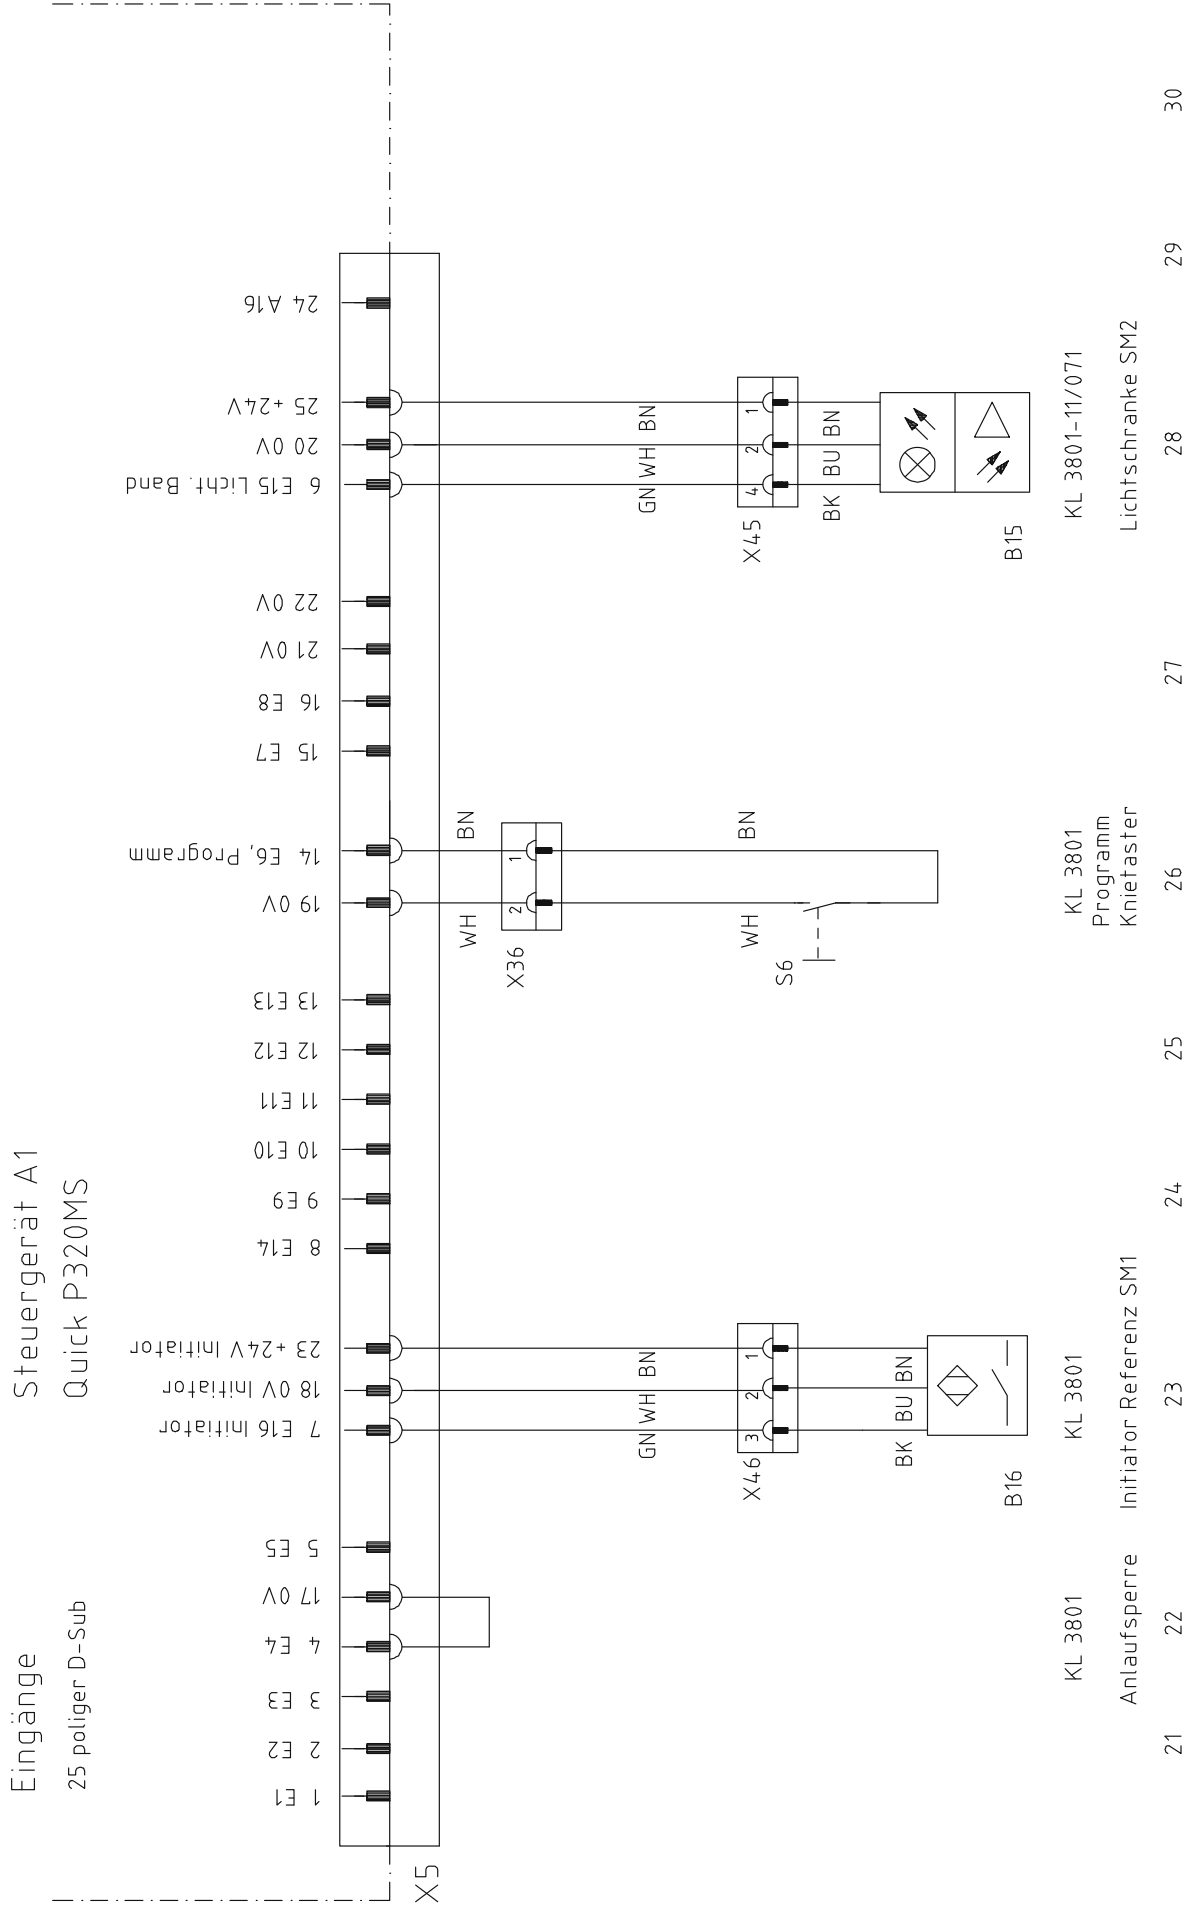 Eingänge
Steuergerät A1
25 poliger D-Sub
Quick P320MS
1 E1
2 E2
3 E3
4 E4
17 0V
5 E5
7 E16 Initiator
18 0V Initiator
23 +24V Initiator
8 E14
9 E9
10 E10
11 E11
12 E12
13 E13
19 0V
14 E6, Programm
15 E7
16 E8
21 0V
22 0V
6 E15 Licht. Band
20 0V
25 +24V
24 A16
X5
WH
BN
X36
2
1
GN
WH
BN
GN
WH
BN
X46
3
2
1
WH
BN
X45
4
2
1
S6
BK
BU
BN
BK
BU
BN
B16
B15
KL 3801
KL 3801
KL 3801
KL 3801-11/071
Programm
Anlaufsperre
Initiator Referenz SM1
Knietaster
Lichtschranke SM2
21
22
23
24
25
26
27
28
29
30